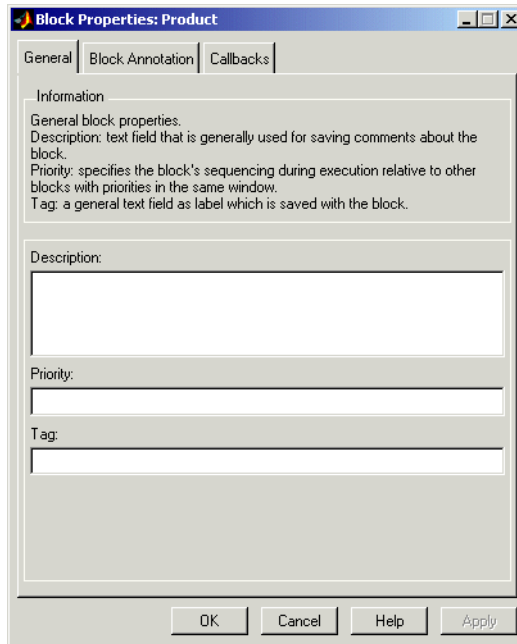 Block Properties: Product
General
Block Annotation
Callbacks
Information
General block properties.
Description: text field that is generally used for saving comments about the
block.
Priority: specifies the block's sequencing during execution relative to other
blocks with priorities in the same window.
Tag: a general text field as label which is saved with the block.
Description:
Priority:
Tag:
OK
Cancel
Help
Apply